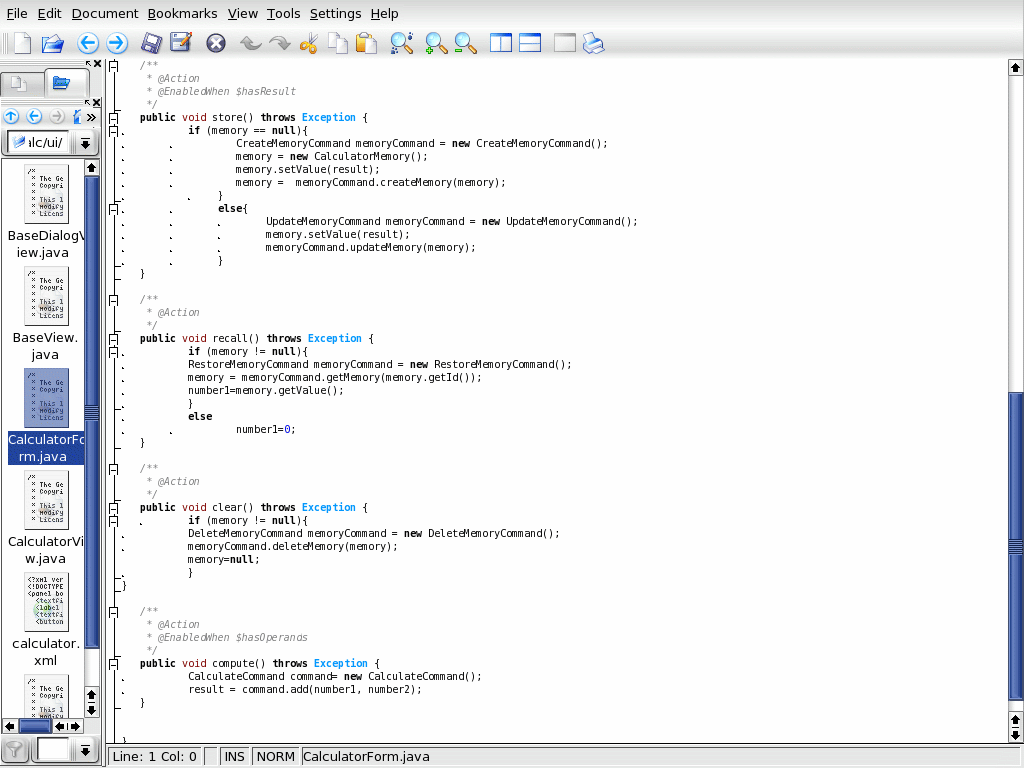 File Edit Document Bookmarks View Tools Settings Help
alc/ui/
BaseDialogV
iew.java
BaseView.
java
CalculatorFo
rm.java
CalculatorVi
ew.java
calculator.
xml
/**
* @Action
* @EnabledWhen $hasResult
*/
public void store() throws Exception {
if (memory == null){
CreateMemoryCommand memoryCommand = new CreateMemoryCommand();
memory = new CalculatorMemory();
memory.setValue(result);
memory =  memoryCommand.createMemory(memory);
}
else{
UpdateMemoryCommand memoryCommand = new UpdateMemoryCommand();
memory.setValue(result);
memoryCommand.updateMemory(memory);
}
}
/**
* @Action
*/
public void recall() throws Exception {
if (memory != null){
RestoreMemoryCommand memoryCommand = new RestoreMemoryCommand();
memory = memoryCommand.getMemory(memory.getId());
number1=memory.getValue();
}
else
number1=0;
}
/**
* @Action
*/
public void clear() throws Exception {
if (memory != null){
DeleteMemoryCommand memoryCommand = new DeleteMemoryCommand();
memoryCommand.deleteMemory(memory);
memory=null;
}
}
/**
* @Action
* @EnabledWhen $hasOperands
*/
public void compute() throws Exception {
CalculateCommand command= new CalculateCommand();
result = command.add(number1, number2);
}
}
Line: 1 Col: 0 INS NORM CalculatorForm.java